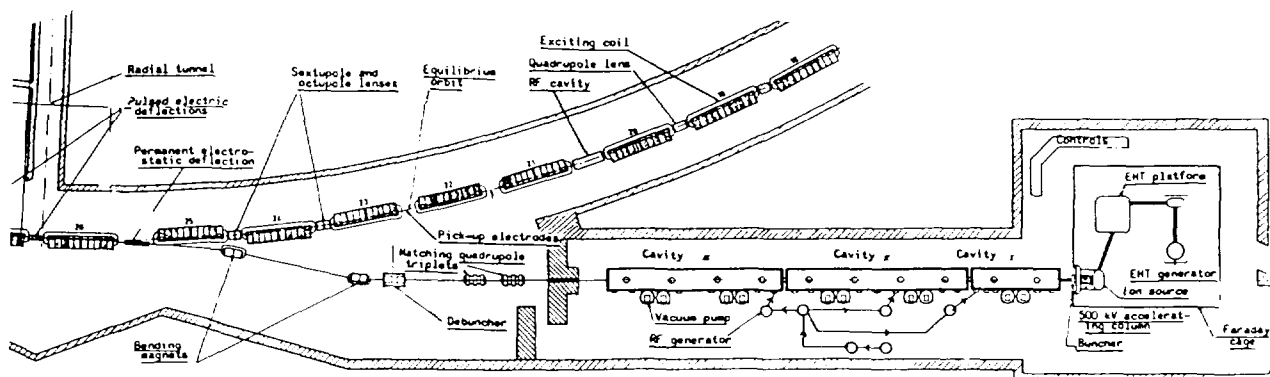 Exciting coil
Quadrupole lens
RF cavity
Radial tunnel
Pulsed electric
deflections
Sextupole and
octupole lenses
Equilibrium
orbit
Permanent electro-
static deflection
Controls
EHT platform
Pick-up electrodes
Matching quadrupole
triplets
Cavity
Cavity
Cavity
EHT generator
Ion source
500 kV accelerat-
ing column
Vacuum pump
RF generator
Debuncher
Buncher
Faraday
cage
Bending
magnets